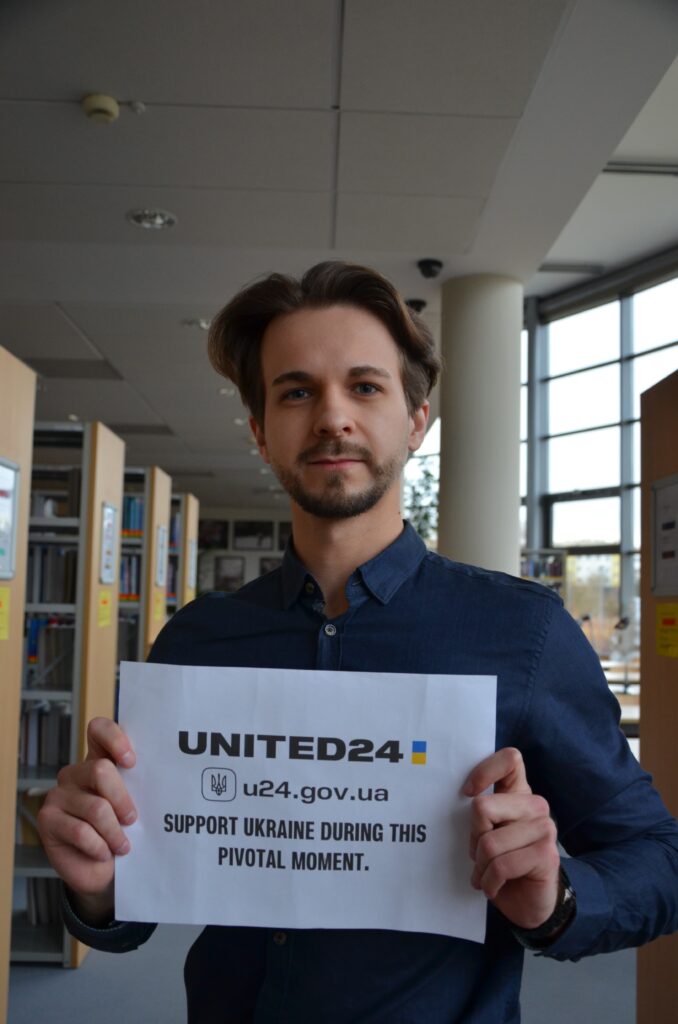 UNITED24
u24.gov.ua
SUPPORT UKRAINE DURING THIS
PIVOTAL MOMENT.